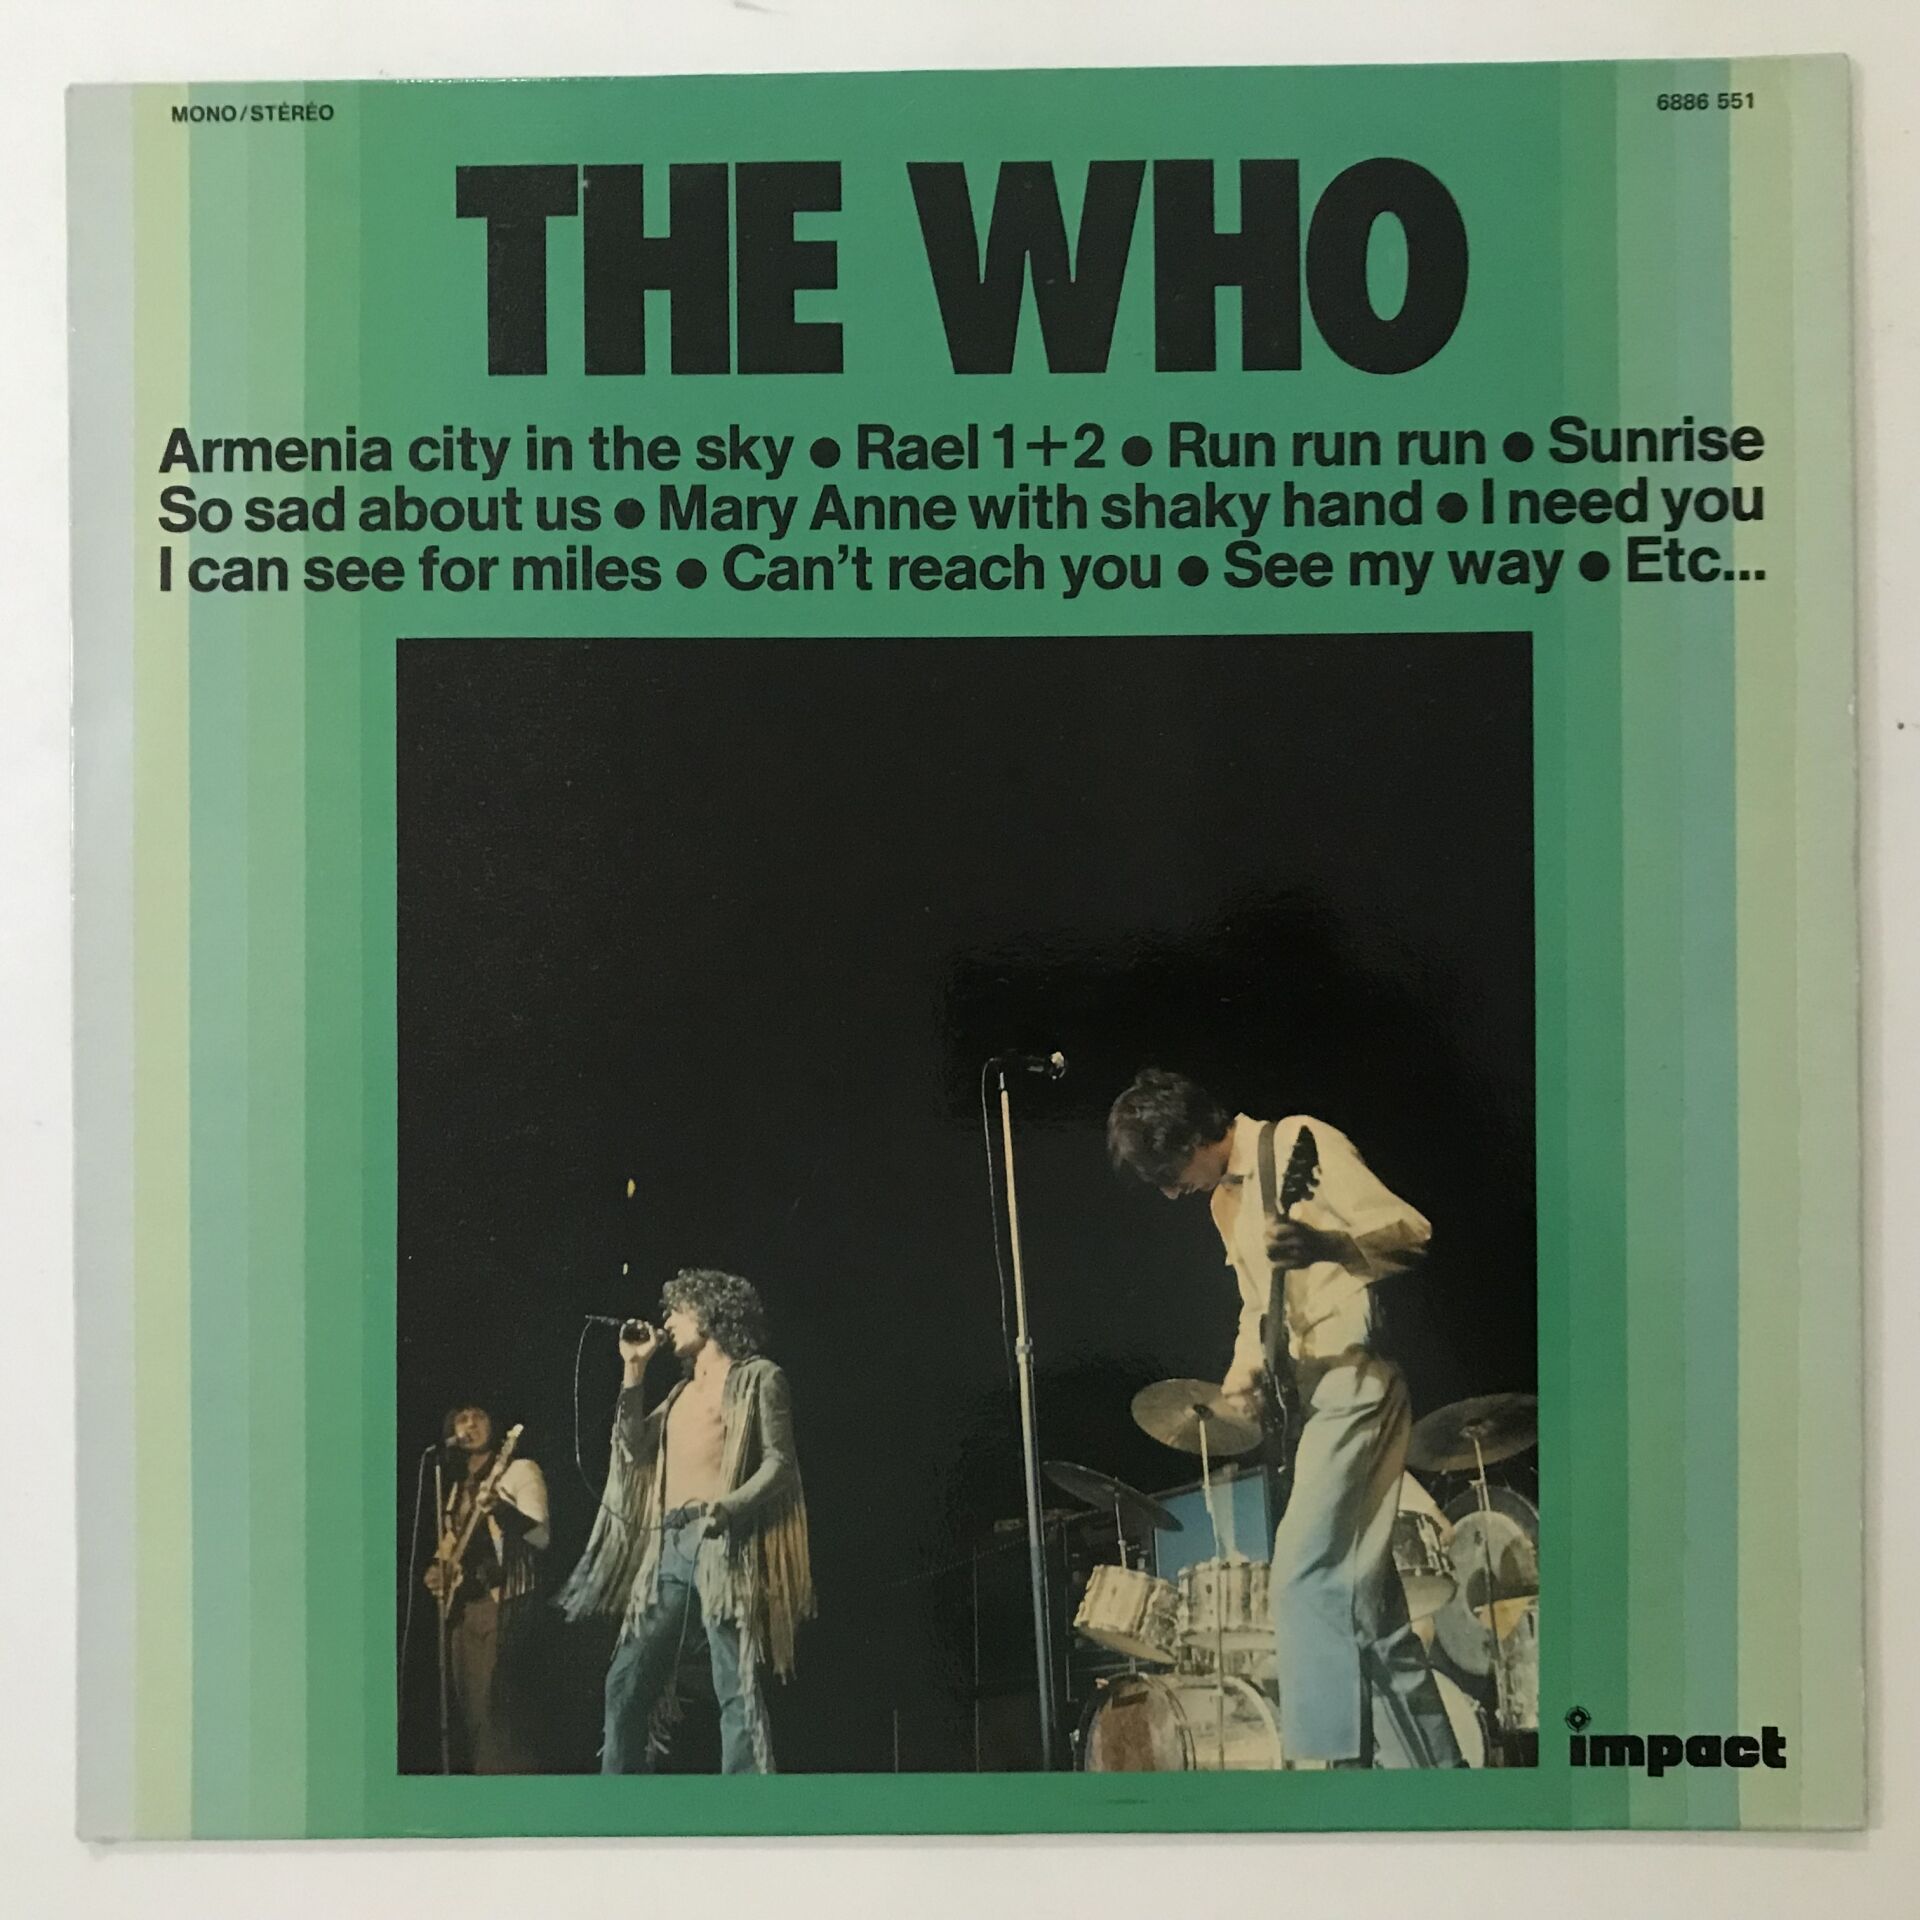 MONO/STÉRÉO
6886 551
THE WHO
Armenia city in the sky ● Rael 1+2 ● Run run run ● Sunrise
So sad about us ● Mary Anne with shaky hand ● I need you
I can see for miles ● Can't reach you ● See my way ● Etc...
impact